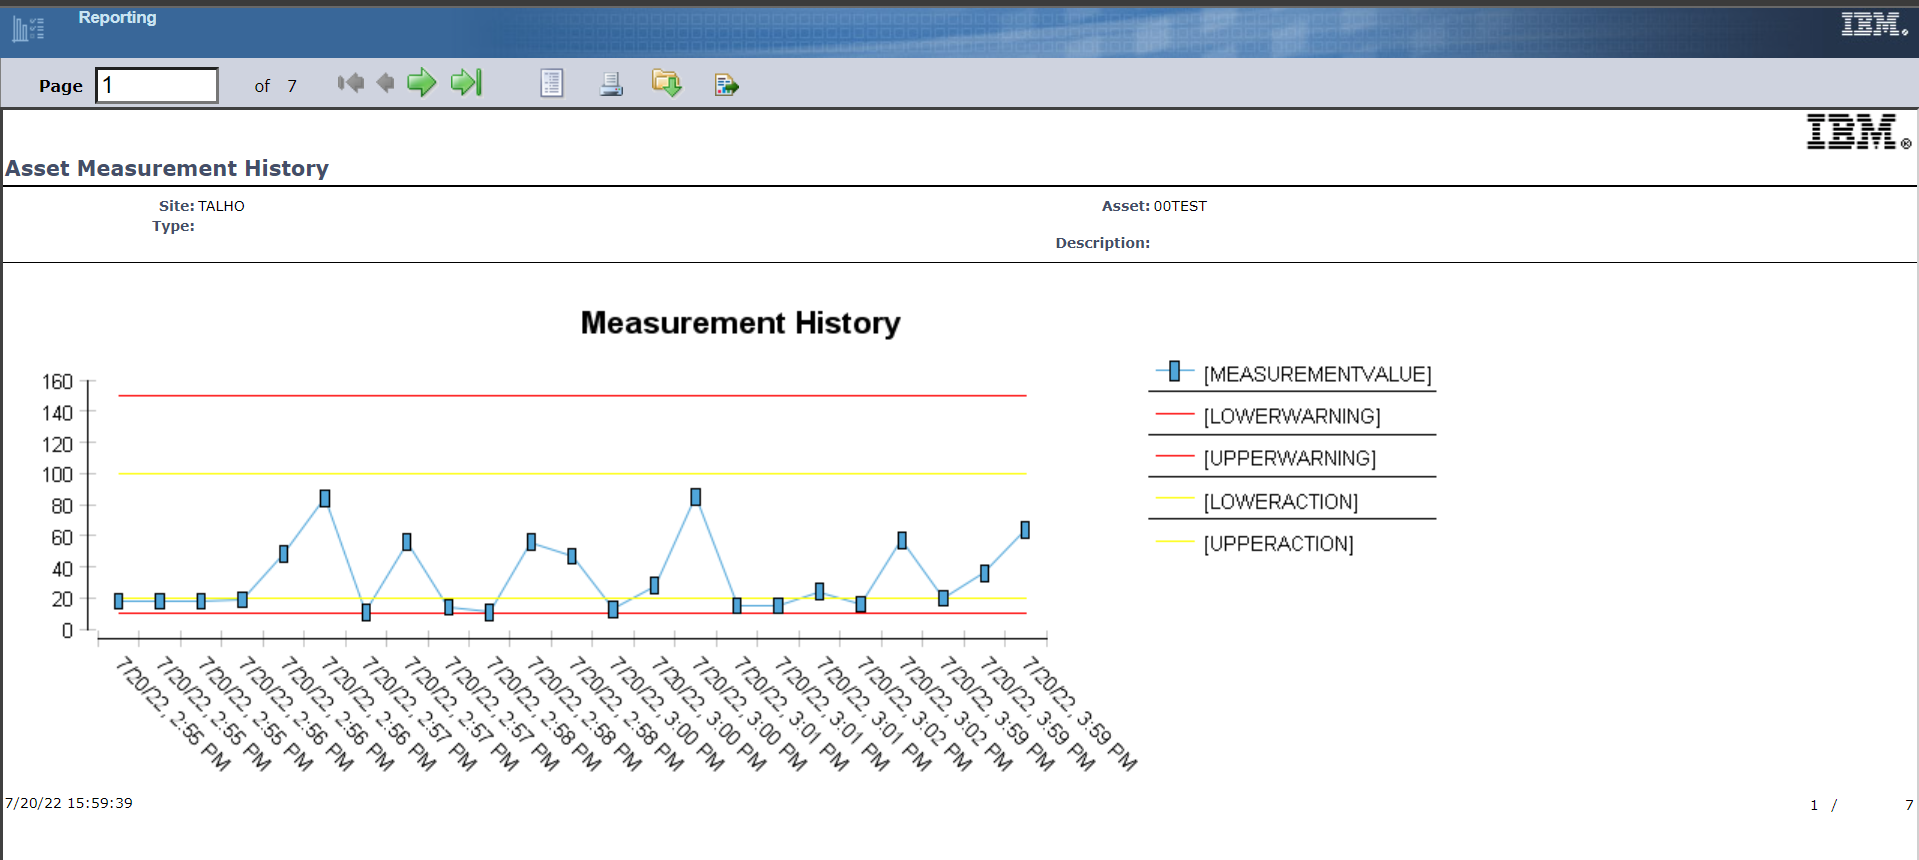 Reporting
IBM.
Page 1 of 7
IBM®
Asset Measurement History
Site: TALHO
Asset: 00TEST
Type:
Description:
Measurement History
160
140
120
100
80
60
40
20
0
[MEASUREMENTVALUE]
[LOWERWARNING]
[UPPERWARNING]
[LOWERACTION]
[UPPERACTION]
7/20/22, 2:55 PM
7/20/22, 2:55 PM
7/20/22, 2:55 PM
7/20/22, 2:56 PM
7/20/22, 2:56 PM
7/20/22, 2:56 PM
7/20/22, 2:57 PM
7/20/22, 2:57 PM
7/20/22, 2:57 PM
7/20/22, 2:58 PM
7/20/22, 2:58 PM
7/20/22, 2:58 PM
7/20/22, 3:00 PM
7/20/22, 3:00 PM
7/20/22, 3:00 PM
7/20/22, 3:01 PM
7/20/22, 3:01 PM
7/20/22, 3:01 PM
7/20/22, 3:02 PM
7/20/22, 3:02 PM
7/20/22, 3:59 PM
7/20/22, 3:59 PM
7/20/22, 3:59 PM
7/20/22 15:59:39
1 / 7